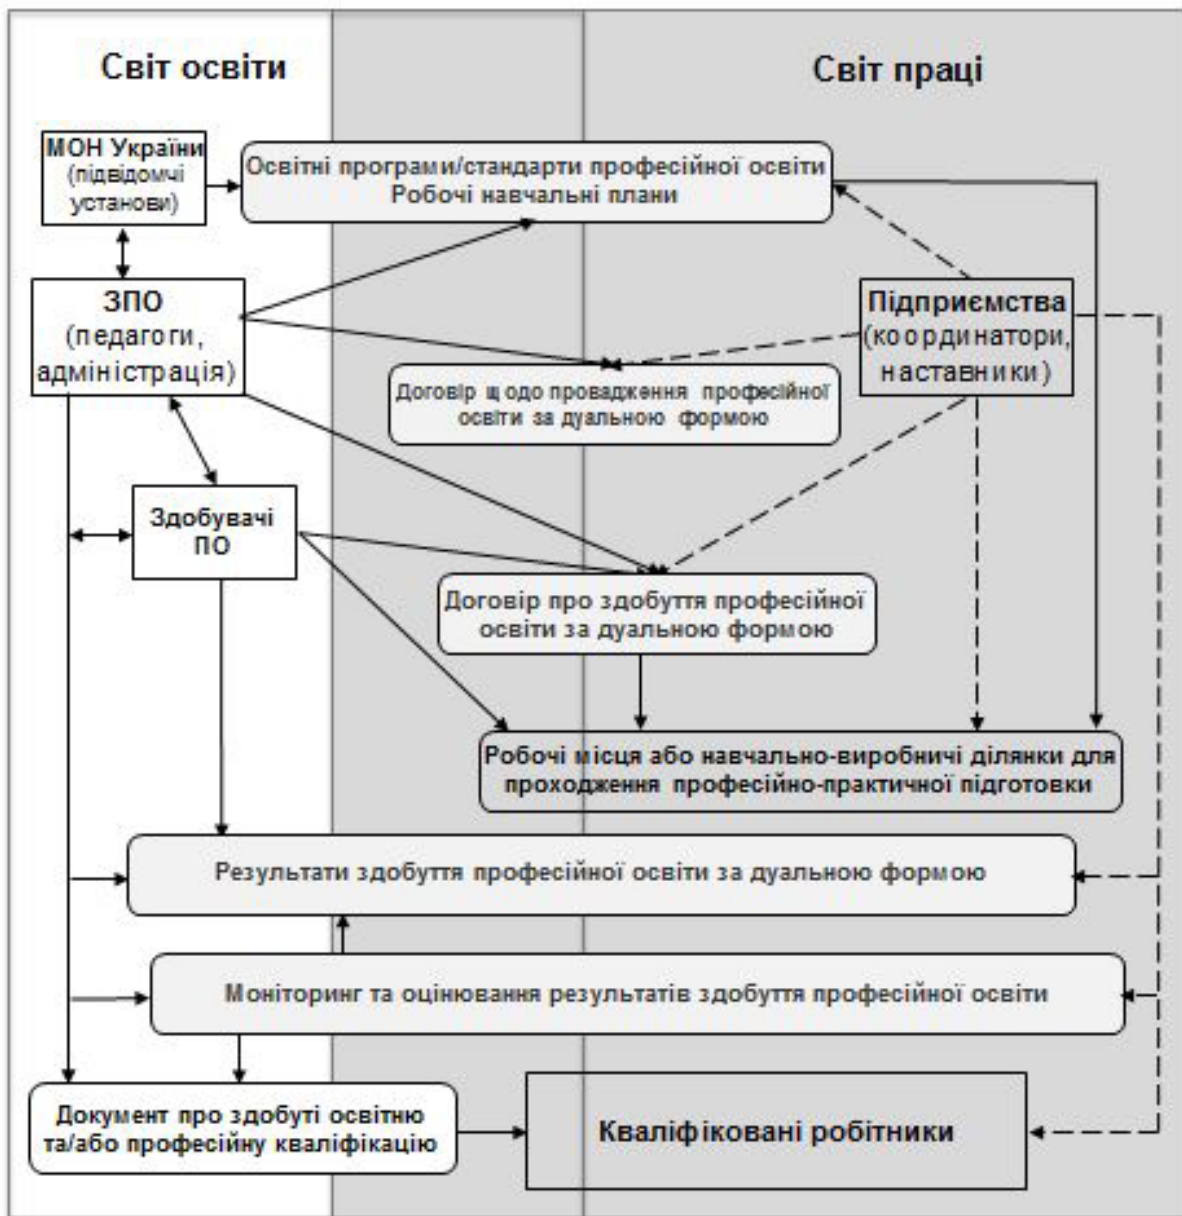 Світ освіти
Світ праці
МОН України
(підвідомчі
установи)
Освітні програми/стандарти професійної освіти
Робочі навчальні плани
ЗПО
(педагоги,
адміністрація)
Підприємства
(координатори,
наставники)
Договір щодо провадження професійної
освіти за дуальною формою
Здобувачі
ПО
Договір про здобуття професійної
освіти за дуальною формою
Робочі місця або навчально-виробничі ділянки для
проходження професійно-практичної підготовки
Результати здобуття професійної освіти за дуальною формою
Моніторинг та оцінювання результатів здобуття професійної освіти
Документ про здобуті освітню
та/або професійну кваліфікацію
Кваліфіковані робітники